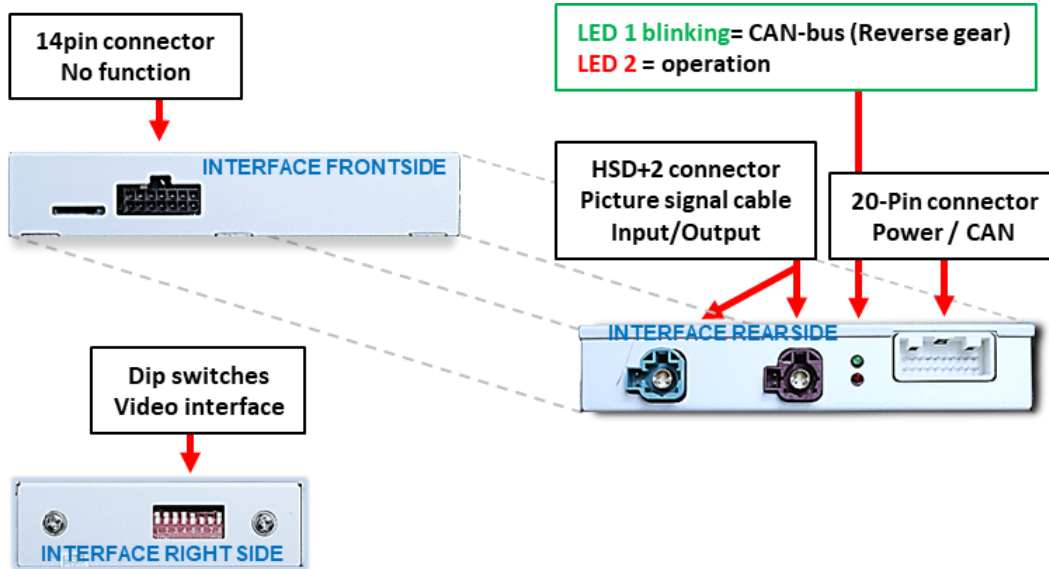 14pin connector
No function
LED 1 blinking= CAN-bus (Reverse gear)
LED 2 = operation
INTERFACE FRONTSIDE
HSD+2 connector
Picture signal cable
Input/Output
20-Pin connector
Power / CAN
INTERFACE REARSIDE
Dip switches
Video interface
INTERFACE RIGHT SIDE